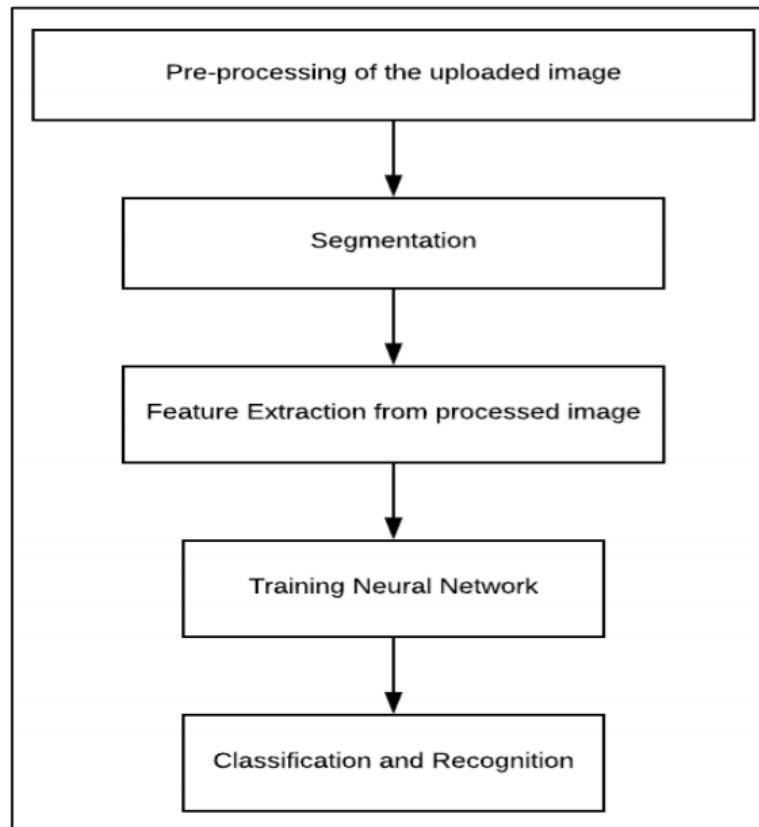 Pre-processing of the uploaded image
Segmentation
Feature Extraction from processed image
Training Neural Network
Classification and Recognition